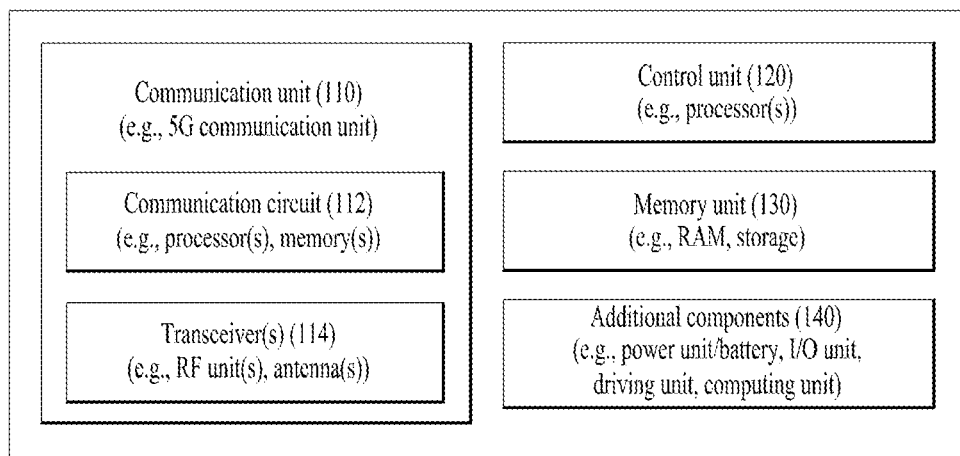 Communication unit (110)
(e.g., 5G communication unit)
Communication circuit (112)
(e.g., processor(s), memory(s))
Transceiver(s) (114)
(e.g., RF unit(s), antenna(s))
Control unit (120)
(e.g., processor(s))
Memory unit (130)
(e.g., RAM, storage)
Additional components (140)
(e.g., power unit/battery, I/O unit,
driving unit, computing unit)